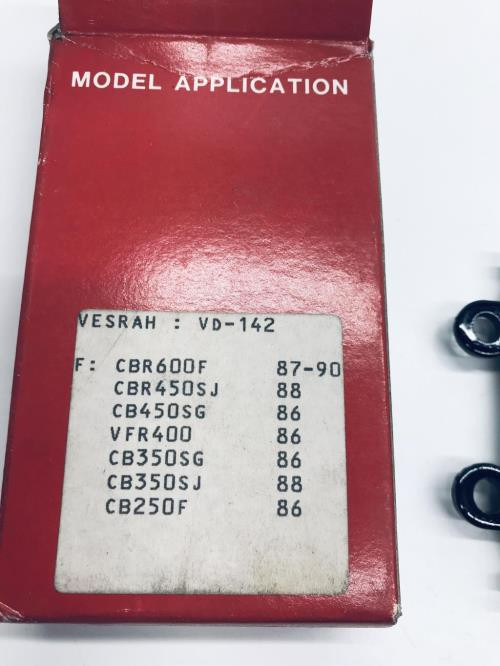 MODEL APPLICATION
VESRAH : VD-142
F: CBR600F 87-90
CBR450SJ 88
CB450SG 86
VFR400 86
CB350SG 86
CB350SJ 88
CB250F 86